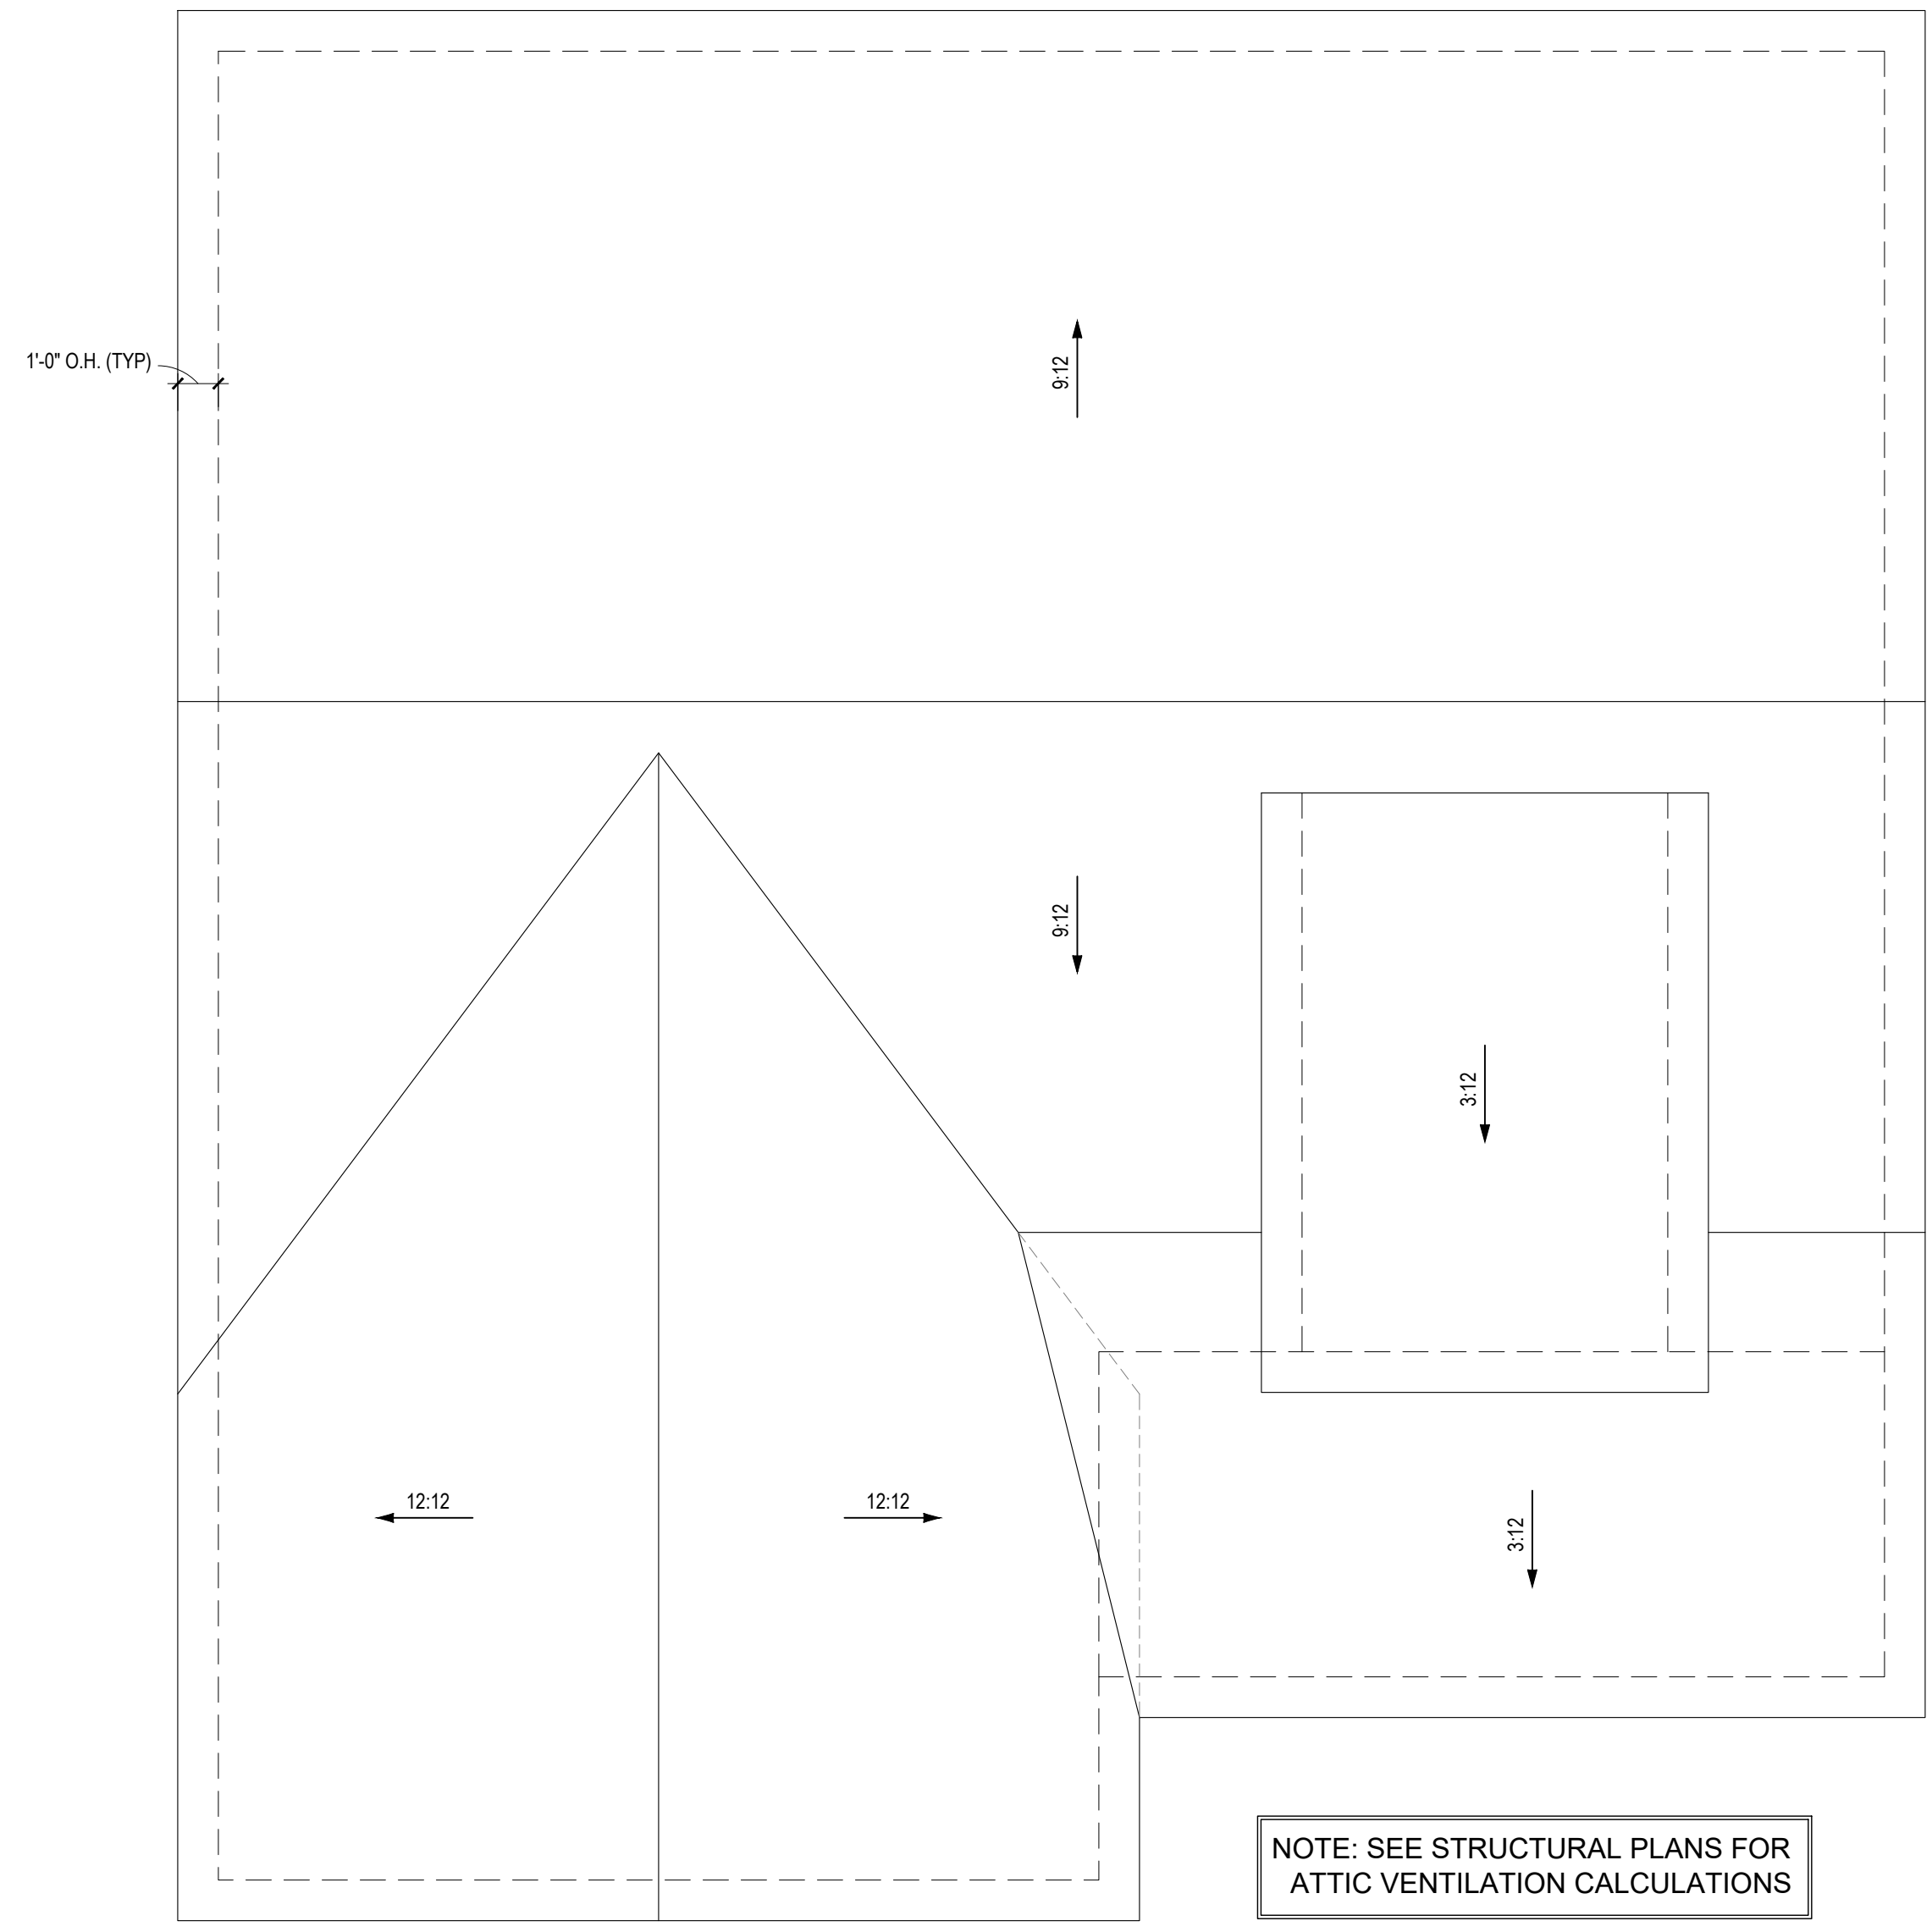 1'-0" O.H. (TYP)
9:12
9:12
3:12
12:12
12:12
3:12
NOTE: SEE STRUCTURAL PLANS FOR
ATTIC VENTILATION CALCULATIONS